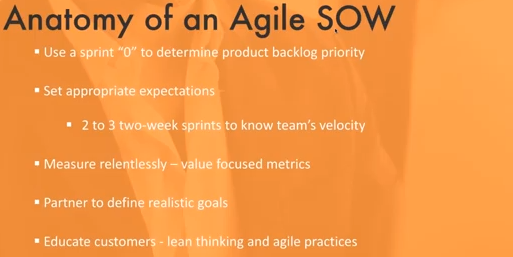 Anatomy of an Agile SOW
▪ Use a sprint “0” to determine product backlog priority
▪ Set appropriate expectations
▪ 2 to 3 two-week sprints to know team’s velocity
▪ Measure relentlessly – value focused metrics
▪ Partner to define realistic goals
▪ Educate customers - lean thinking and agile practices